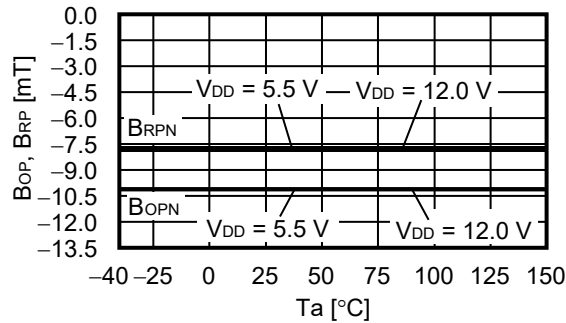 0.0
−1.5
−3.0
−4.5
−6.0
−7.5
−9.0
−10.5
−12.0
−13.5
BOP, BRP [mT]
VDD = 5.5 V
VDD = 12.0 V
BRPN
BOPN
VDD = 5.5 V
VDD = 12.0 V
−40 −25 0 25 50 75 100 125 150
Ta [°C]